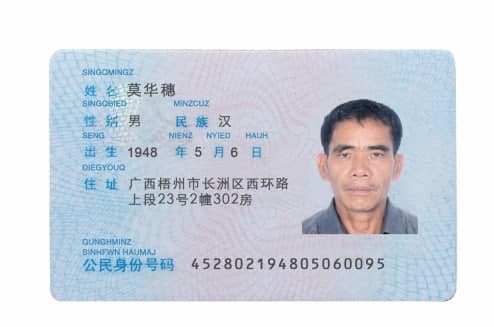 SINGQMINGZ
姓名 莫华穗
SINGQBIED MINZCUZ
性别 男 民族 汉
SENG NIENZ NYIED HAUH
出生 1948 年 5 月 6 日
DIEGYOUQ
住址 广西梧州市长洲区西环路
上段23号2幢302房
GUNGHMINZ
SINHFWN HAUMAJ
公民身份号码 452802194805060095